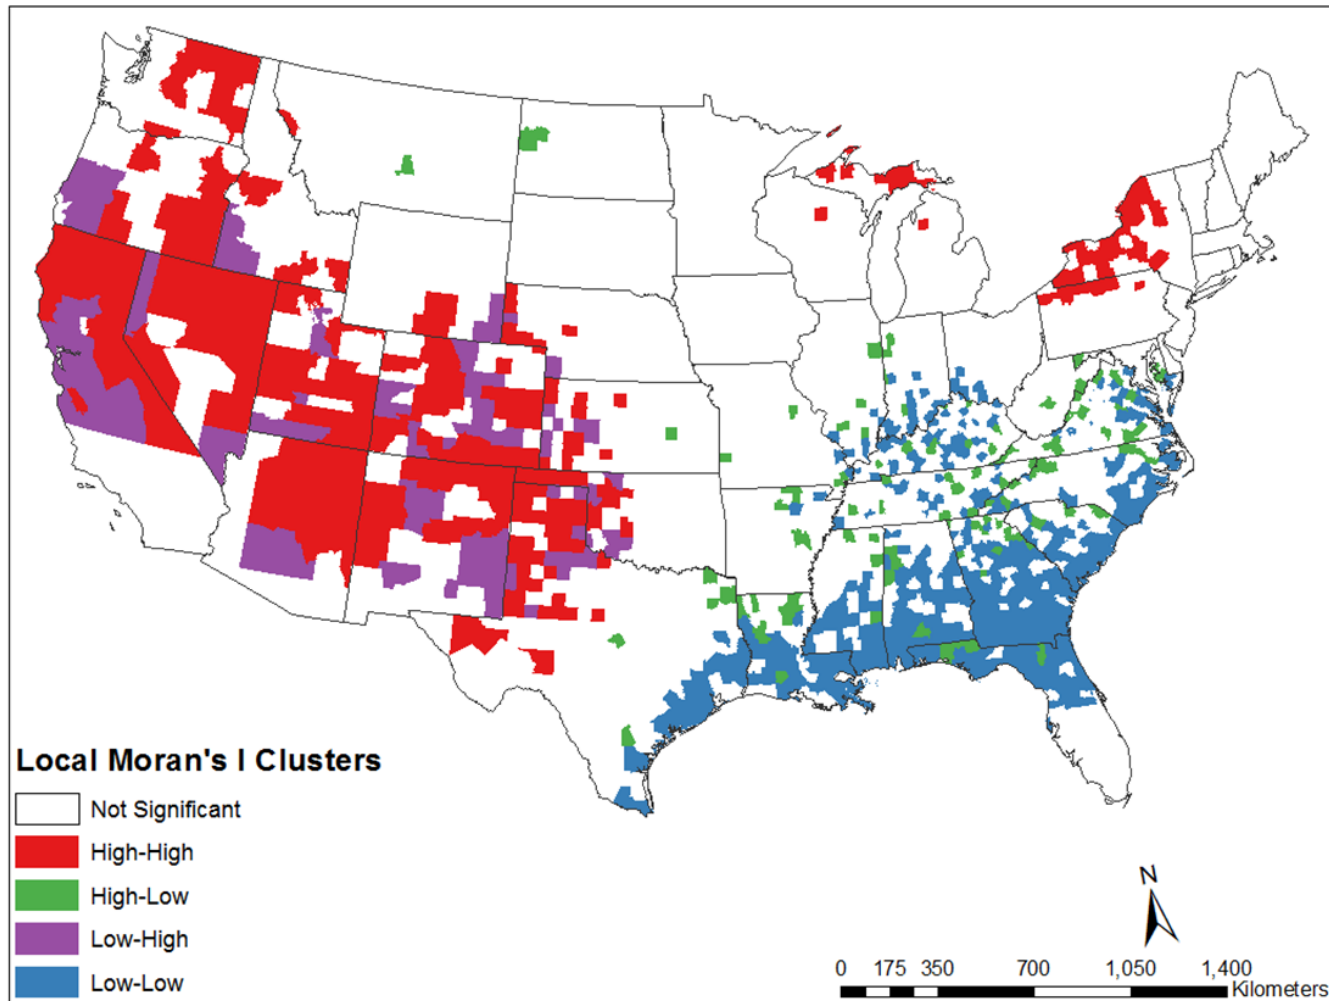 Local Moran's I Clusters
Not Significant
High-High
High-Low
Low-High
Low-Low
N
0 175 350 700 1,050 1,400
Kilometers